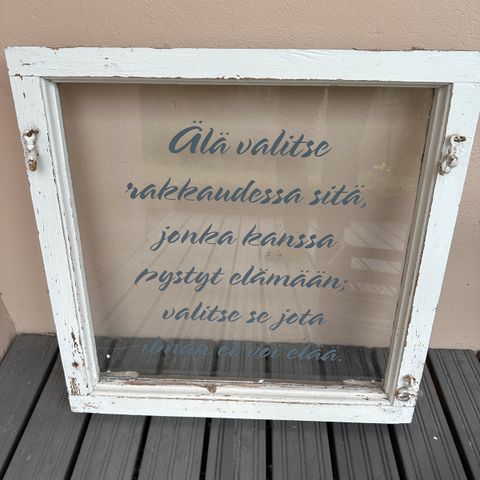 Älä valitse
rakkaudessa sitä,
jonka kanssa
pystyt elämään;
valitse se jota
ilman et voi elää.